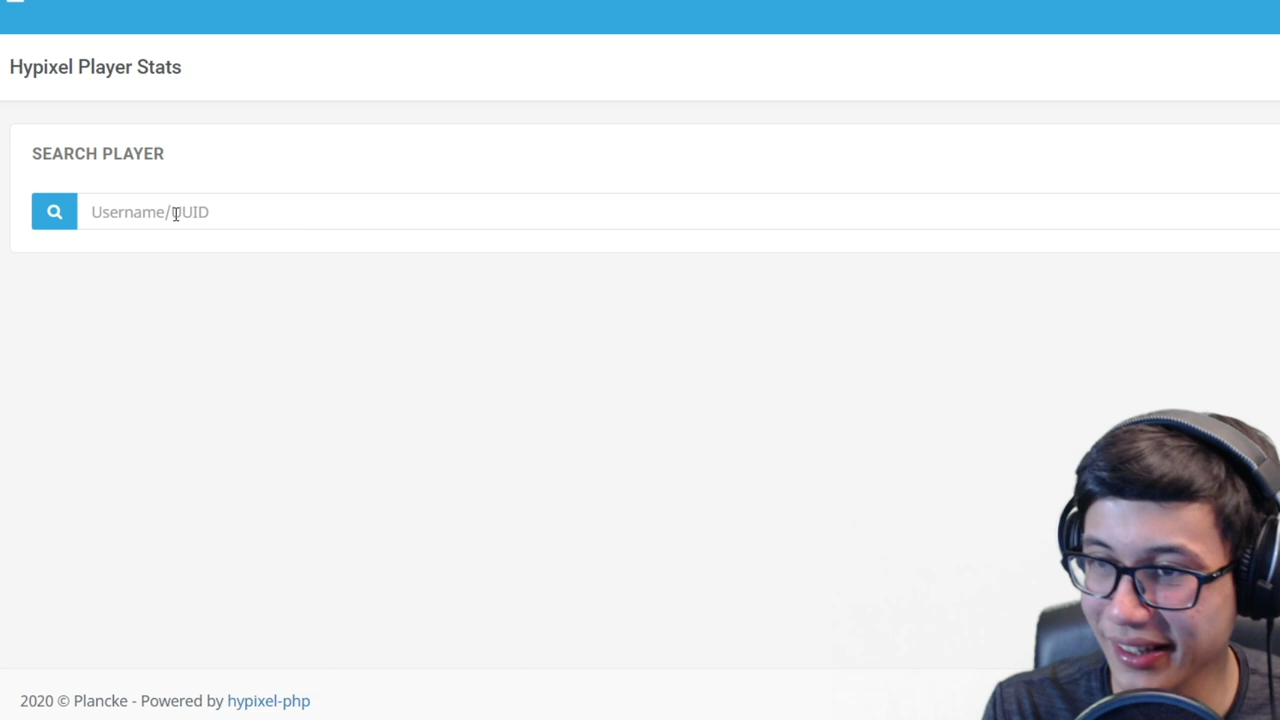 Hypixel Player Stats
SEARCH PLAYER
Username/UUID
2020 © Plancke - Powered by hypixel-php